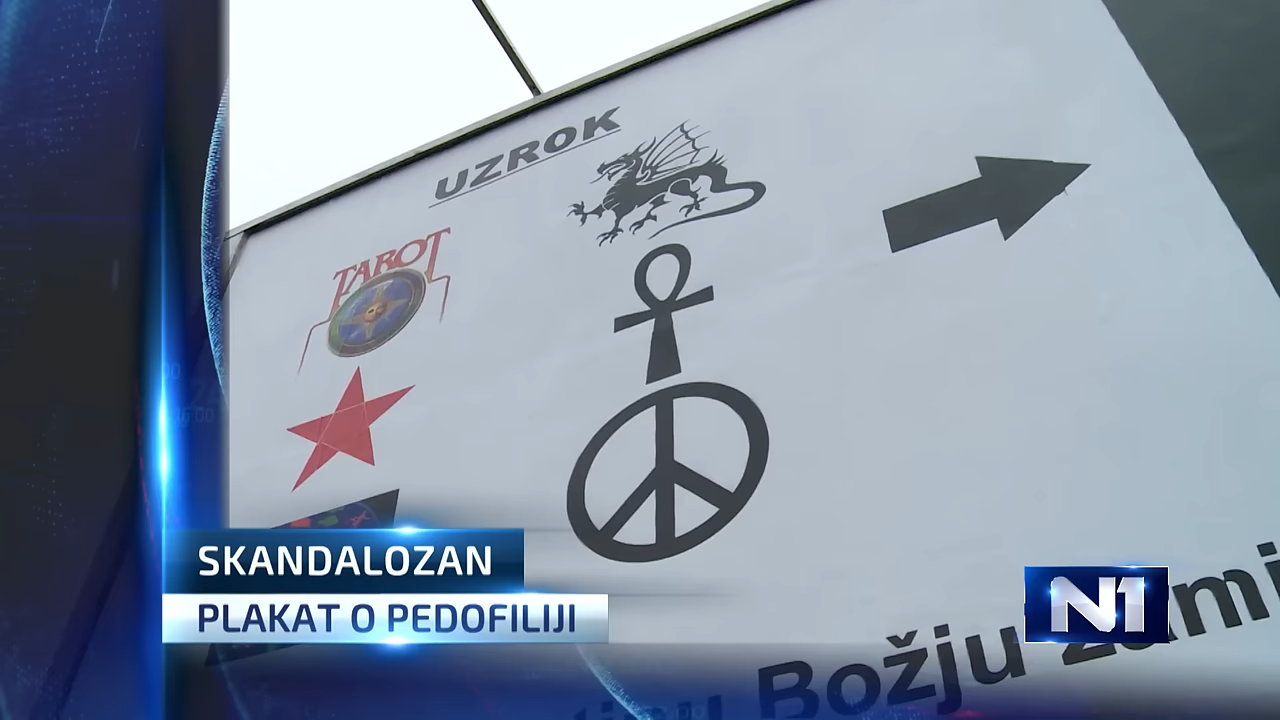 UZROK
TAROT
SKANDALOZAN
PLAKAT O PEDOFILIJI
N1
Božju